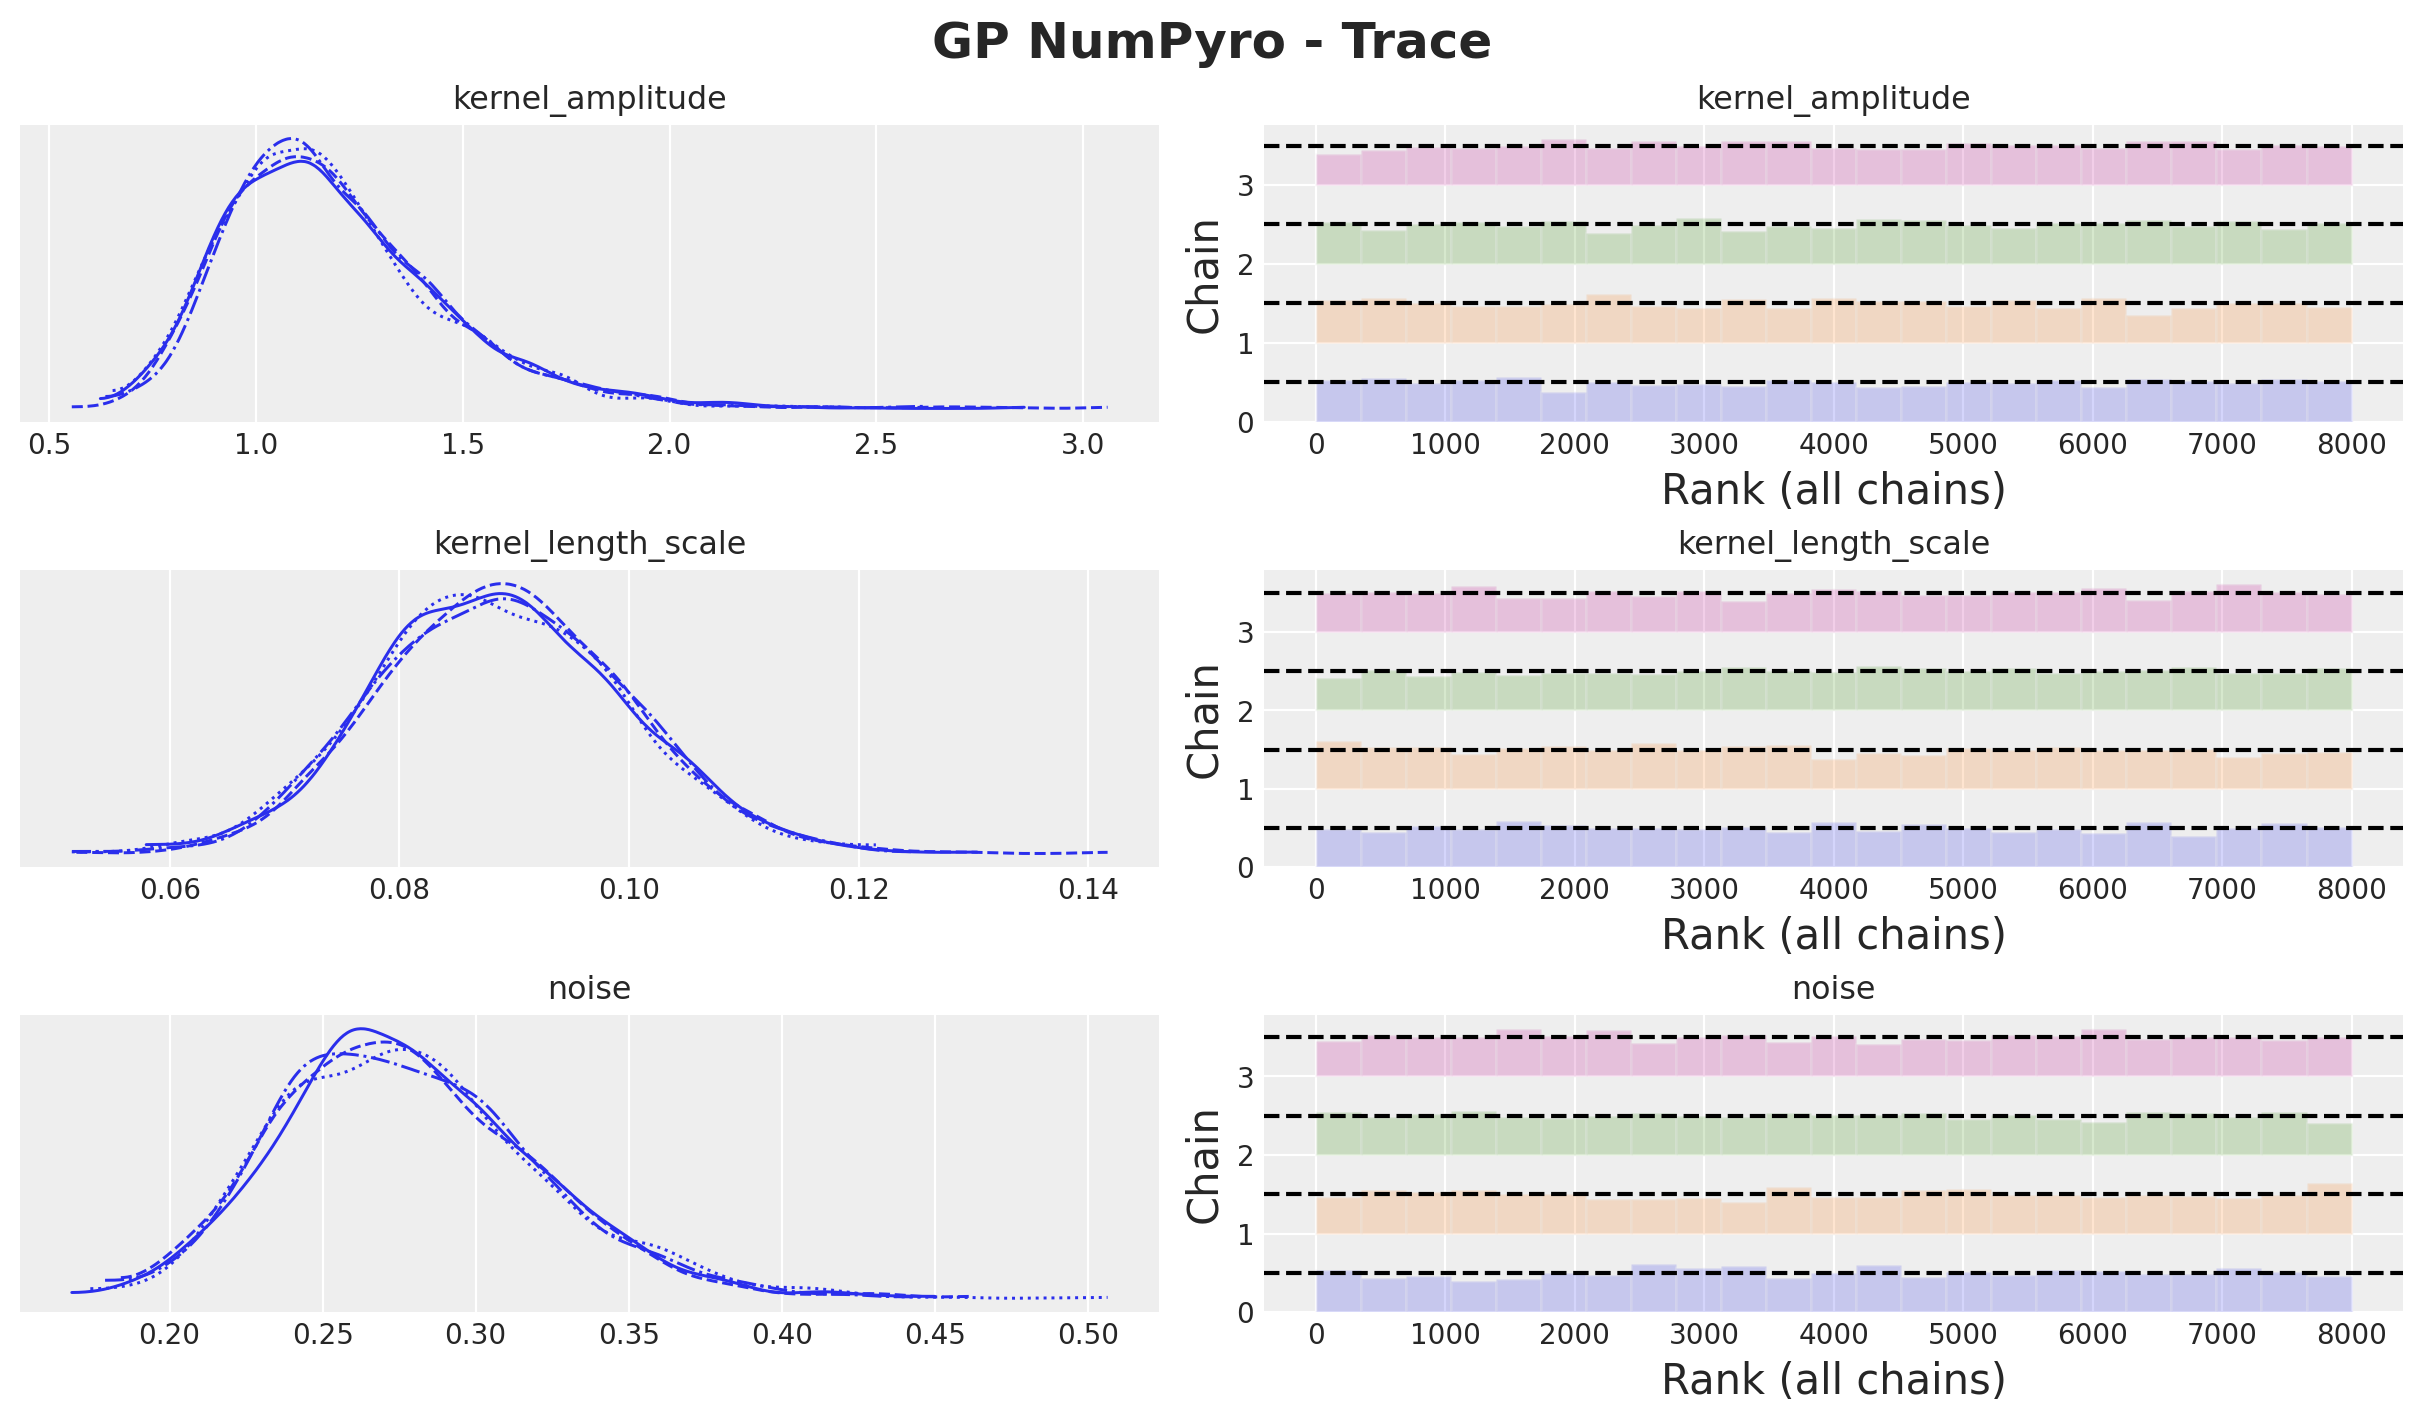 GP NumPyro - Trace
kernel_amplitude
0.5 1.0 1.5 2.0 2.5 3.0
kernel_amplitude
Chain
3
2
1
0
0 1000 2000 3000 4000 5000 6000 7000 8000
Rank (all chains)
kernel_length_scale
0.06 0.08 0.10 0.12 0.14
kernel_length_scale
Chain
3
2
1
0
0 1000 2000 3000 4000 5000 6000 7000 8000
Rank (all chains)
noise
0.20 0.25 0.30 0.35 0.40 0.45 0.50
noise
Chain
3
2
1
0
0 1000 2000 3000 4000 5000 6000 7000 8000
Rank (all chains)